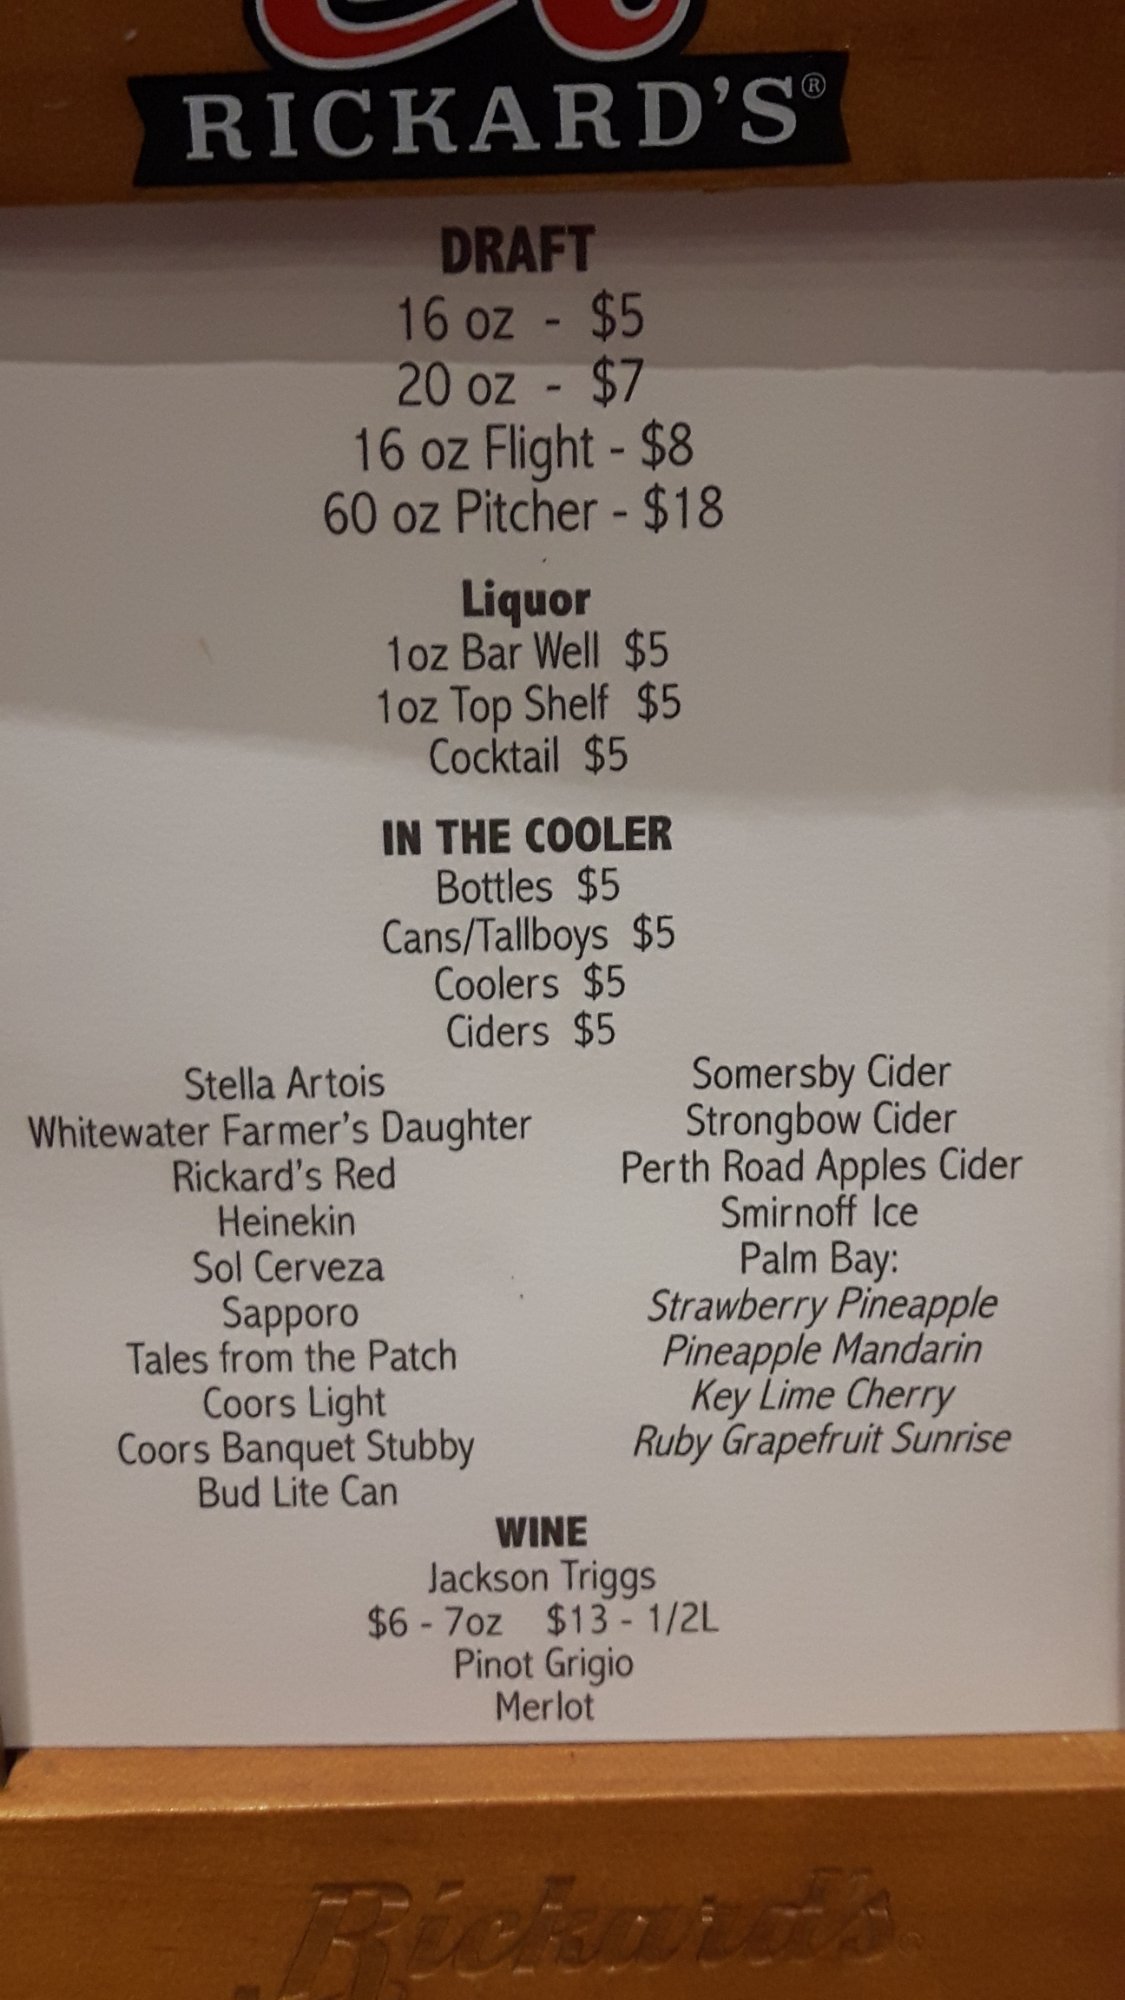 RICKARD'S®
DRAFT
16 oz - $5
20 oz - $7
16 oz Flight - $8
60 oz Pitcher - $18
Liquor
1oz Bar Well $5
1oz Top Shelf $5
Cocktail $5
IN THE COOLER
Bottles $5
Cans/Tallboys $5
Coolers $5
Ciders $5
Stella Artois
Whitewater Farmer's Daughter
Rickard's Red
Heinekin
Sol Cerveza
Sapporo
Tales from the Patch
Coors Light
Coors Banquet Stubby
Bud Lite Can
Somersby Cider
Strongbow Cider
Perth Road Apples Cider
Smirnoff Ice
Palm Bay:
Strawberry Pineapple
Pineapple Mandarin
Key Lime Cherry
Ruby Grapefruit Sunrise
WINE
Jackson Triggs
$6 - 7oz $13 - 1/2L
Pinot Grigio
Merlot
Rickard's